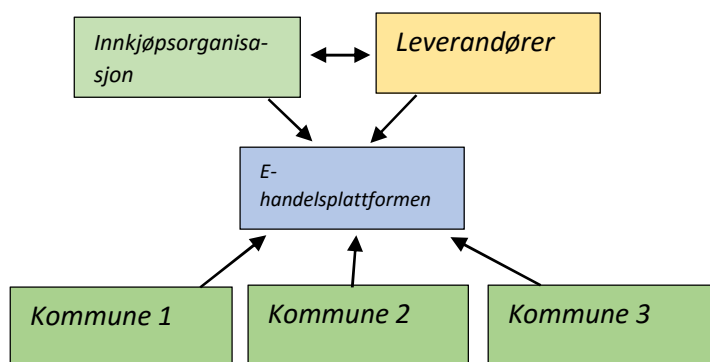 Innkjøpsorganisa-
sjon
Leverandører
E-
handelsplattformen
Kommune 1
Kommune 2
Kommune 3